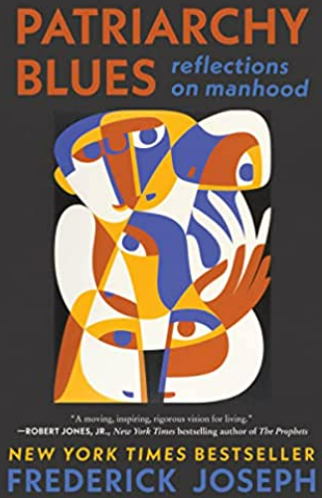 PATRIARCHY
BLUES reflections
on manhood
"A moving, inspiring, rigorous vision for living."
—ROBERT JONES, JR., New York Times bestselling author of The Prophets
NEW YORK TIMES BESTSELLER
FREDERICK JOSEPH